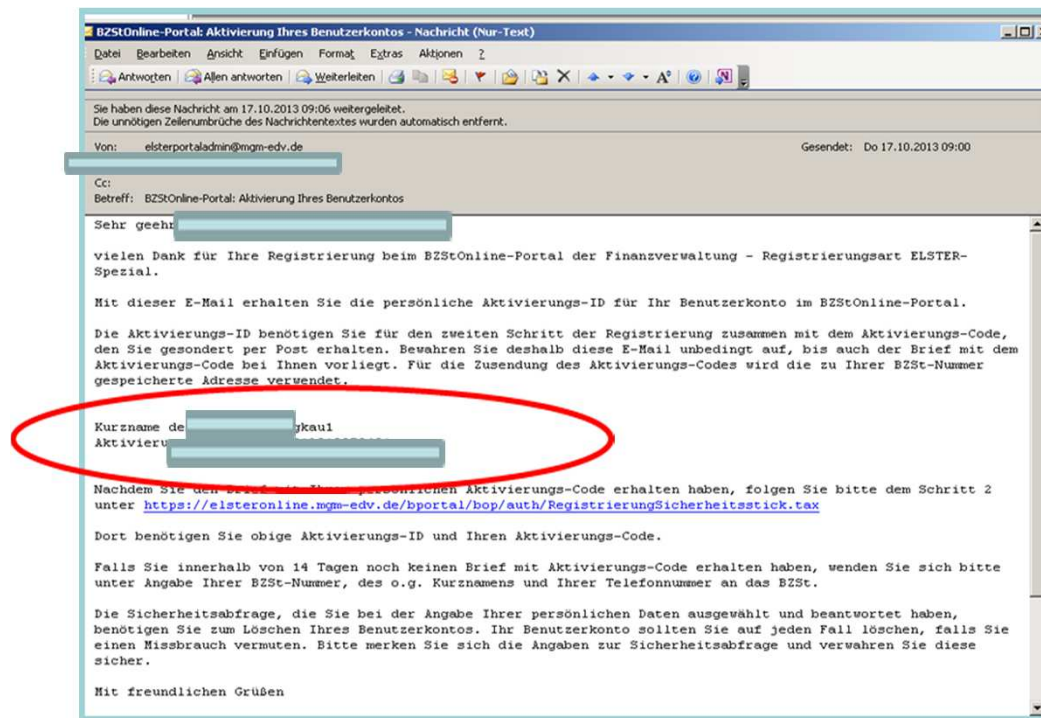 BZStOnline-Portal: Aktivierung Ihres Benutzerkontos - Nachricht (Nur-Text)
Datei Bearbeiten Ansicht Einfügen Format Extras Aktionen ?
Antworten Allen antworten Weiterleiten
Sie haben diese Nachricht am 17.10.2013 09:06 weitergeleitet.
Die unnötigen Zeilenumbrüche des Nachrichtentextes wurden automatisch entfernt.
Von: elsterportaladmin@mgm-edv.de Gesendet: Do 17.10.2013 09:00
Cc:
Betreff: BZStOnline-Portal: Aktivierung Ihres Benutzerkontos
Sehr geehr
vielen Dank für Ihre Registrierung beim BZStOnline-Portal der Finanzverwaltung - Registrierungsart ELSTER-
Spezial.
Mit dieser E-Mail erhalten Sie die persönliche Aktivierungs-ID für Ihr Benutzerkonto im BZStOnline-Portal.
Die Aktivierungs-ID benötigen Sie für den zweiten Schritt der Registrierung zusammen mit dem Aktivierungs-Code,
den Sie gesondert per Post erhalten. Bewahren Sie deshalb diese E-Mail unbedingt auf, bis auch der Brief mit dem
Aktivierungs-Code bei Ihnen vorliegt. Für die Zusendung des Aktivierungs-Codes wird die zu Ihrer BZSt-Nummer
gespeicherte Adresse verwendet.
Kurzname de gkau1
Aktivieru
Nachdem Sie den Brief mit Ihrem persönlichen Aktivierungs-Code erhalten haben, folgen Sie bitte dem Schritt 2
unter https://elsteronline.mgm-edv.de/bportal/bop/auth/RegistrierungSicherheitsstick.tax
Dort benötigen Sie obige Aktivierungs-ID und Ihren Aktivierungs-Code.
Falls Sie innerhalb von 14 Tagen noch keinen Brief mit Aktivierungs-Code erhalten haben, wenden Sie sich bitte
unter Angabe Ihrer BZSt-Nummer, des o.g. Kurznamens und Ihrer Telefonnummer an das BZSt.
Die Sicherheitsabfrage, die Sie bei der Angabe Ihrer persönlichen Daten ausgewählt und beantwortet haben,
benötigen Sie zum Löschen Ihres Benutzerkontos. Ihr Benutzerkonto sollten Sie auf jeden Fall löschen, falls Sie
einen Missbrauch vermuten. Bitte merken Sie sich die Angaben zur Sicherheitsabfrage und verwahren Sie diese
sicher.
Mit freundlichen Grüßen